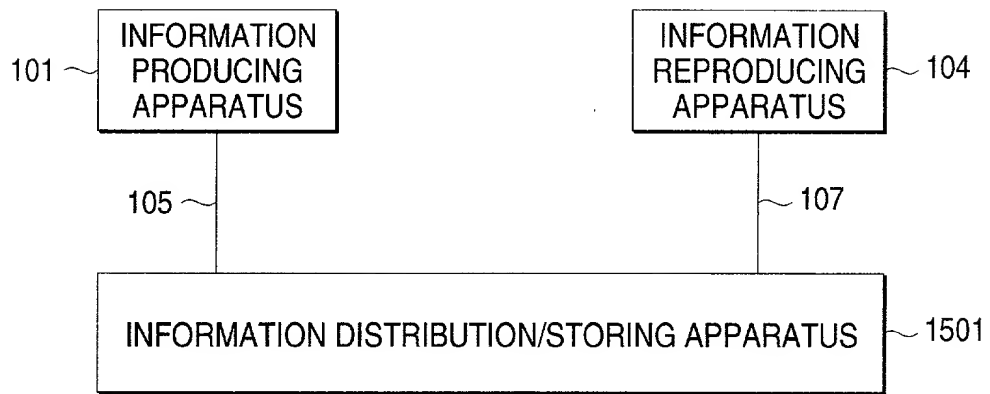 INFORMATION
PRODUCING
APPARATUS
101
INFORMATION
REPRODUCING
APPARATUS
104
105
107
INFORMATION DISTRIBUTION/STORING APPARATUS
1501